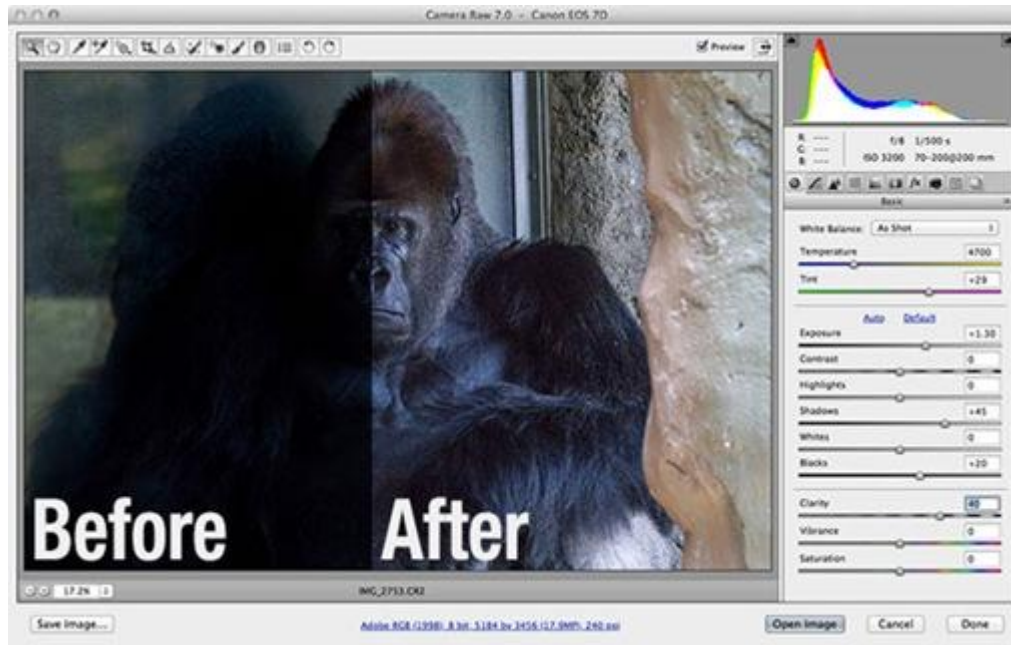 Camera Raw 7.0 - Canon EOS 7D
Preview
R: ---
G: ---
B: ---
f/8 1/500 s
ISO 3200 70-200@200 mm
Basic
White Balance: As Shot
Temperature 4700
Tint +29
Auto Default
Exposure +1.30
Contrast 0
Highlights 0
Shadows +45
Whites 0
Blacks +20
Clarity 40
Vibrance 0
Saturation 0
Before After
17.2% IMG_2753.CR2
Save Image... Adobe RGB (1998); 8 bit; 5184 by 3456 (17.9MP); 240 ppi Open Image Cancel Done